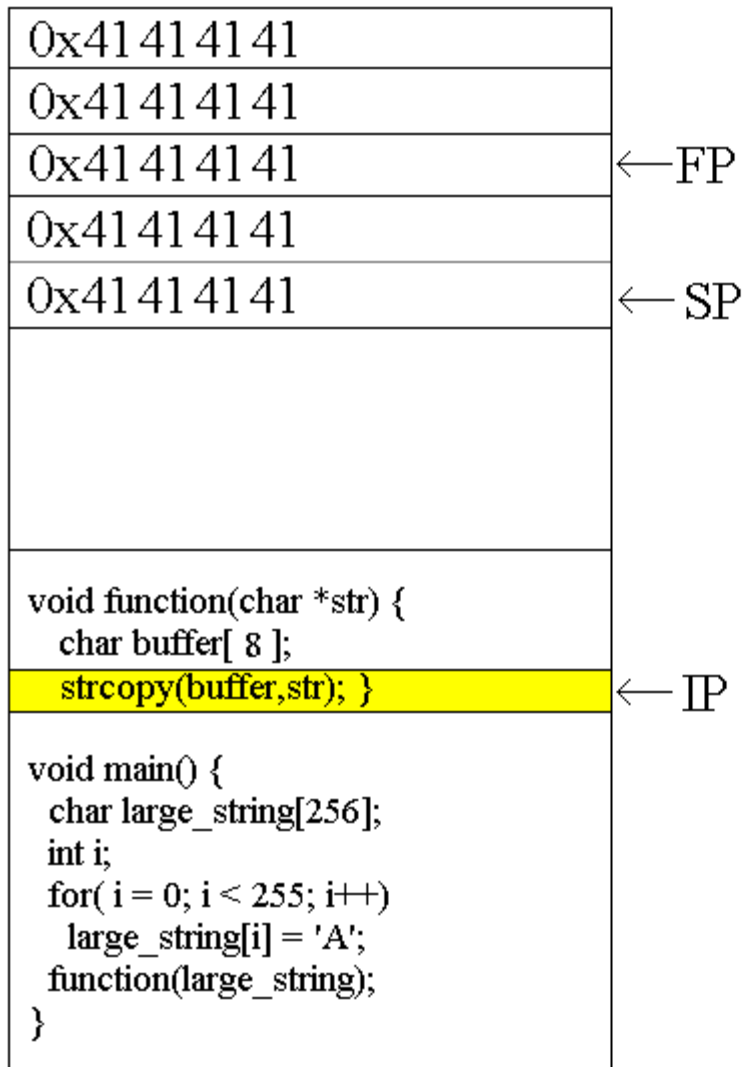 0x41414141
0x41414141
0x41414141 ←FP
0x41414141
0x41414141 ← SP
void function(char *str) {
char buffer[ 8 ];
strcopy(buffer,str); } ← IP
void main() {
char large_string[256];
int i;
for( i = 0; i < 255; i++)
large_string[i] = 'A';
function(large_string);
}